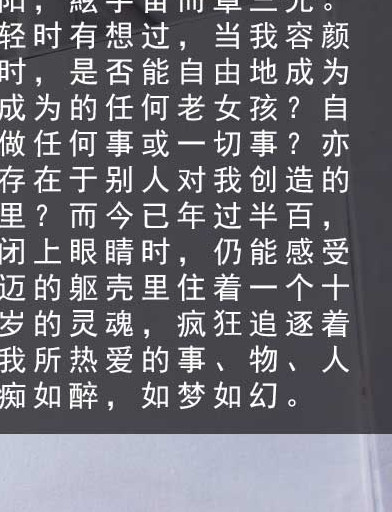 阳，眩宇宙而章三光。
轻时有想过，当我容颜
时，是否能自由地成为
成为的任何老女孩？自
做任何事或一切事？亦
存在于别人对我创造的
里？而今已年过半百，
闭上眼睛时，仍能感受
迈的躯壳里住着一个十
岁的灵魂，疯狂追逐着
我所热爱的事、物、人
痴如醉，如梦如幻。